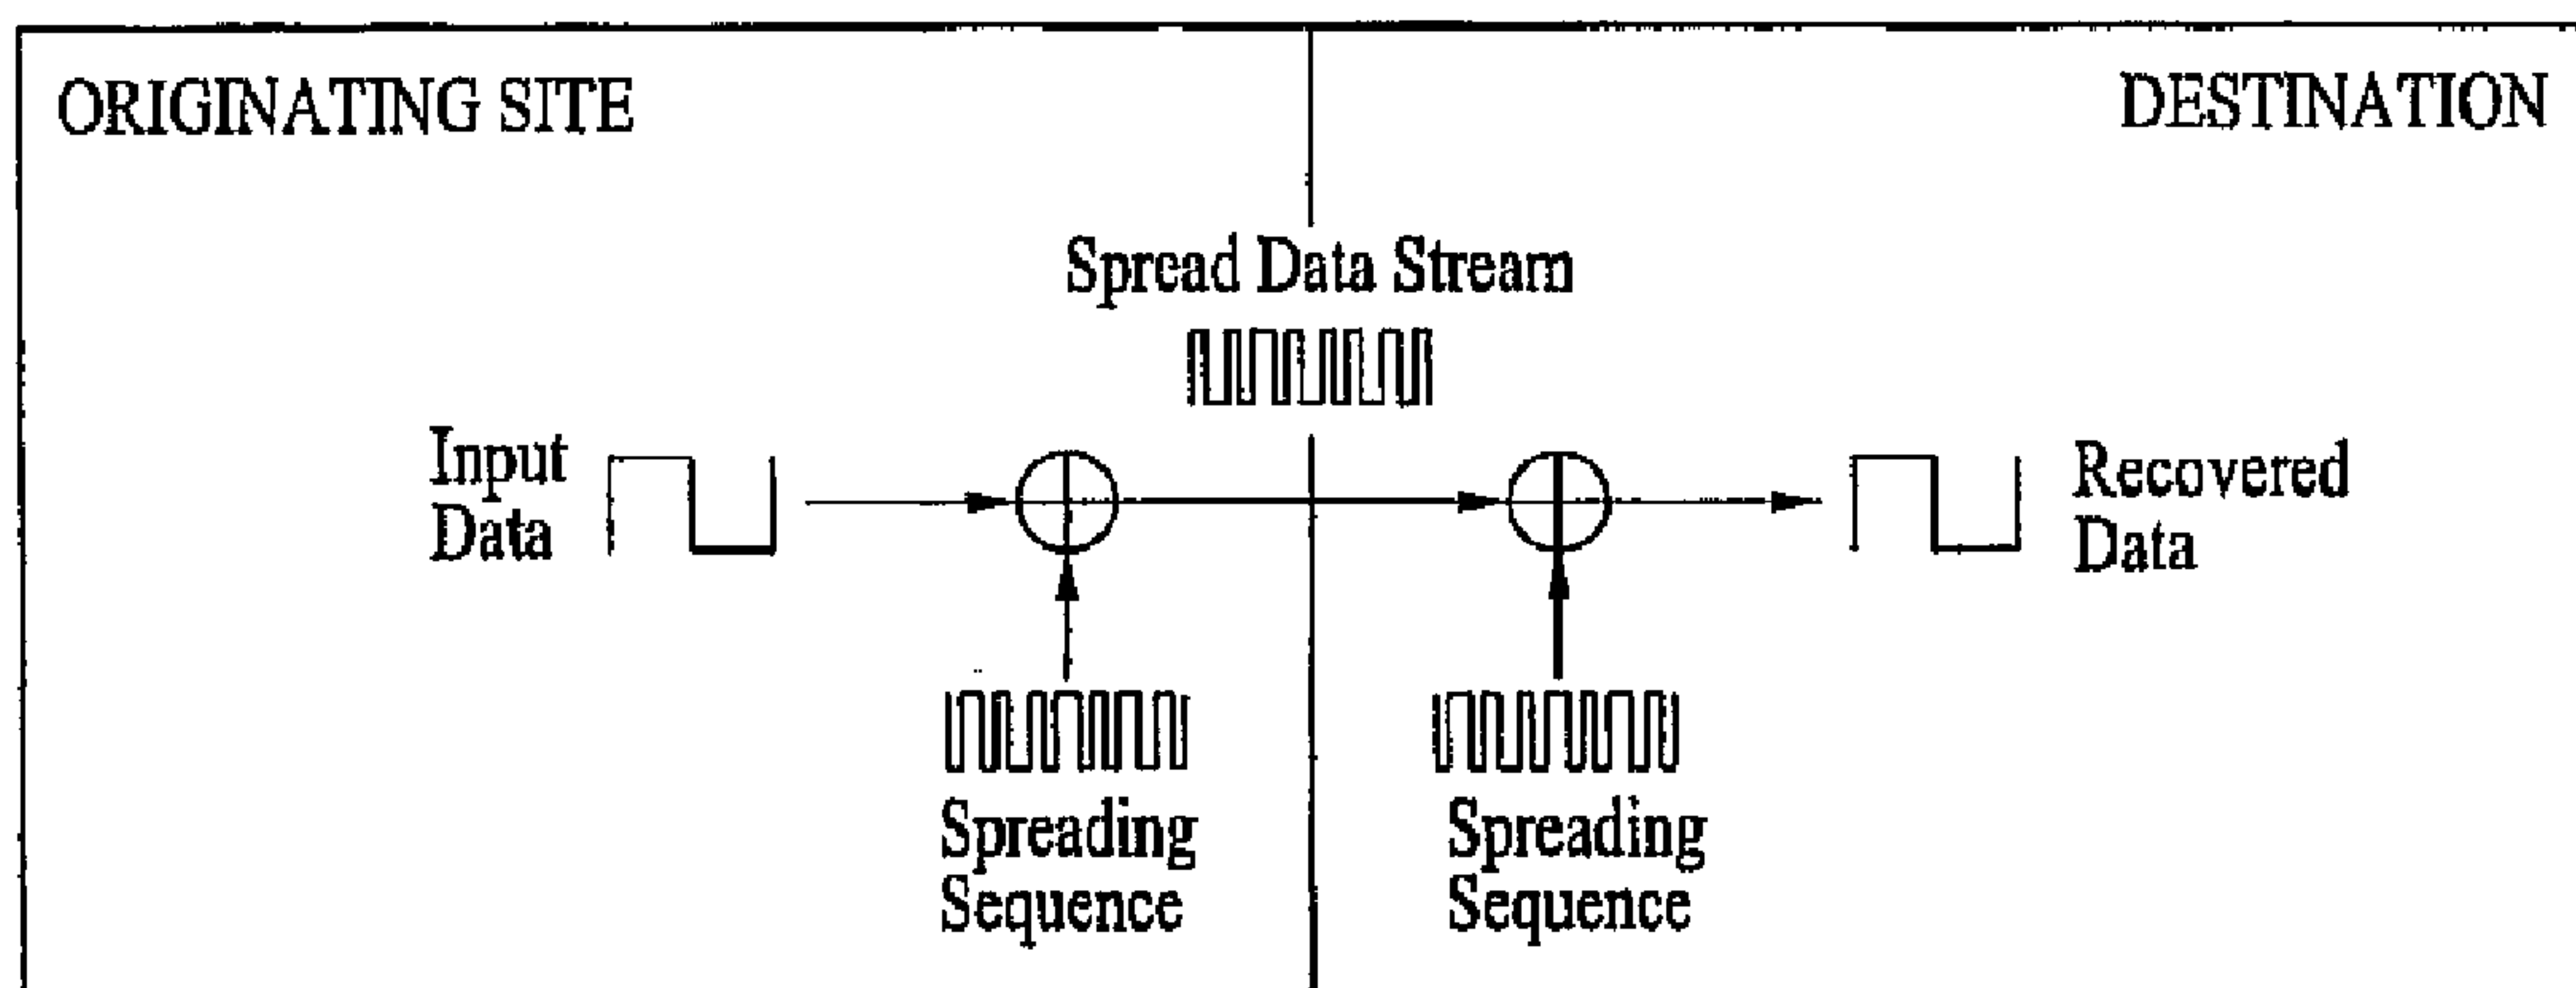 ORIGINATING SITE
DESTINATION
Spread Data Stream
Input
Data
Recovered
Data
Spreading
Sequence
Spreading
Sequence